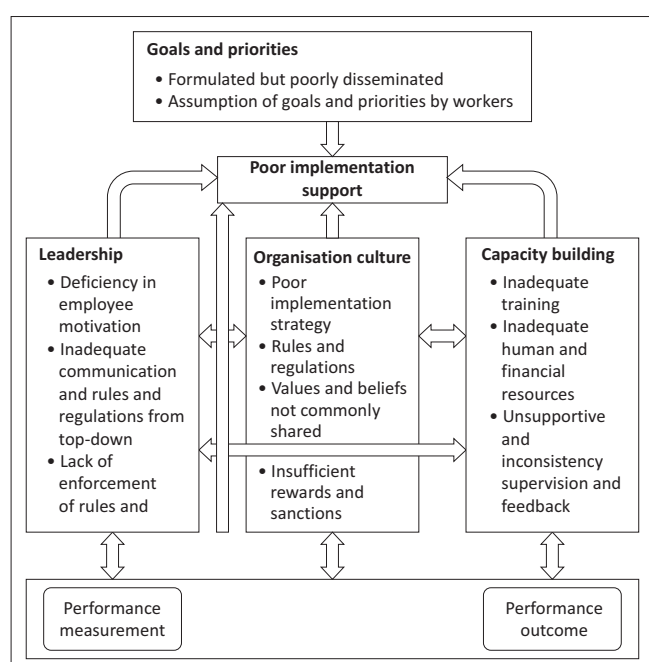 Goals and priorities
• Formulated but poorly disseminated
• Assumption of goals and priorities by workers
Poor implementation
support
Leadership
• Deficiency in
employee
motivation
• Inadequate
communication
and rules and
regulations from
top-down
• Lack of
enforcement
of rules and
Organisation culture
• Poor
implementation
strategy
• Rules and
regulations
• Values and beliefs
not commonly
shared
• Insufficient
rewards and
sanctions
Capacity building
• Inadequate
training
• Inadequate
human and
financial
resources
• Unsupportive
and
inconsistency
supervision and
feedback
Performance
measurement
Performance
outcome